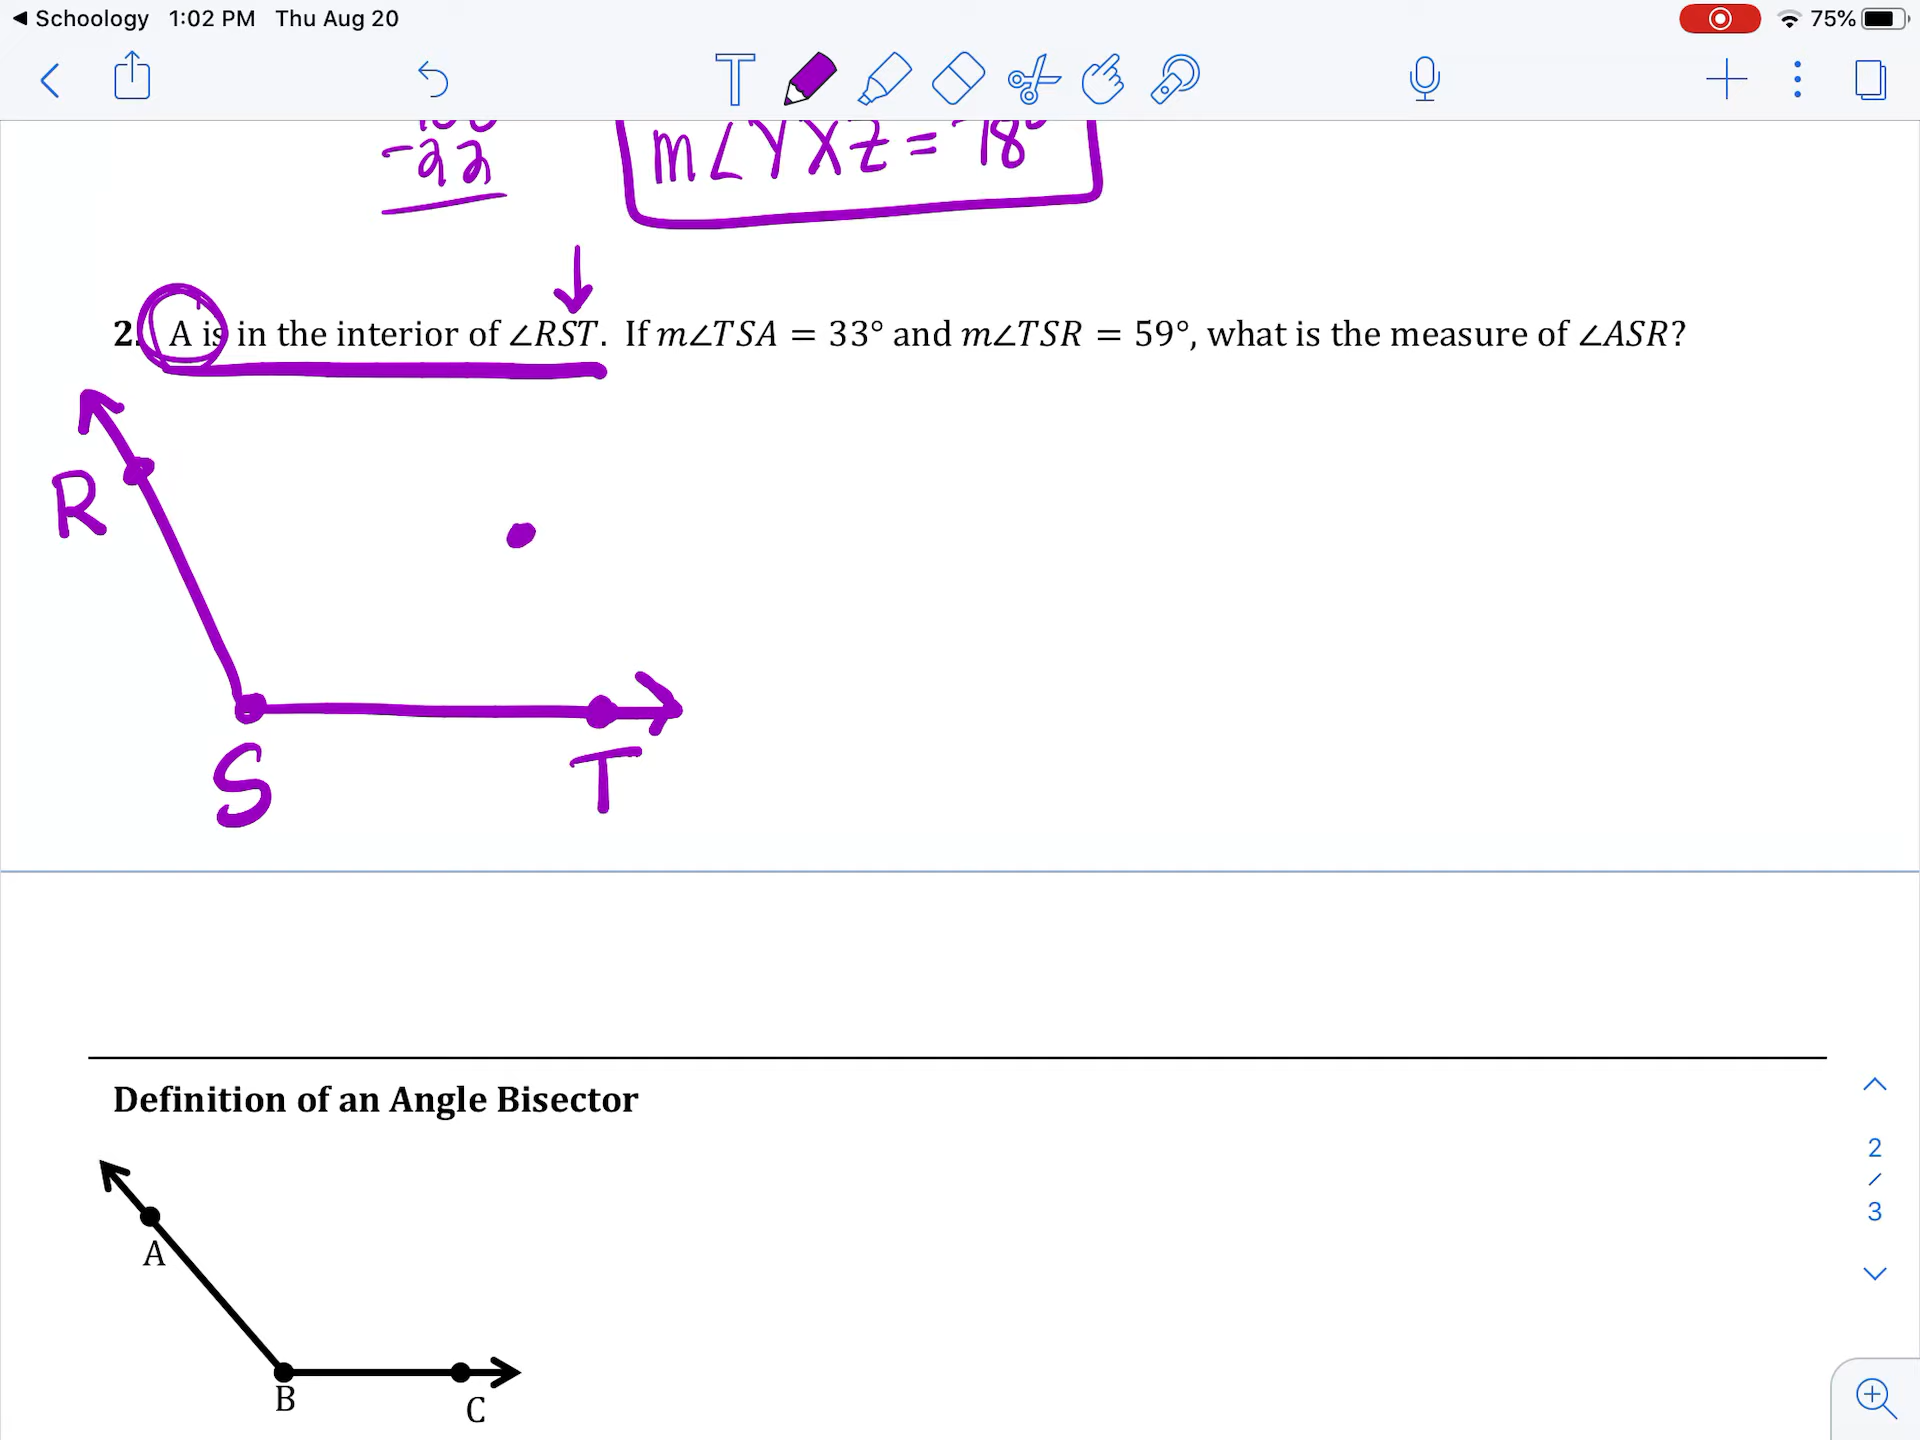 Schoology 1:02 PM Thu Aug 20
75%
-22
m∠YXZ = 78°
2. A is in the interior of ∠RST. If m∠TSA = 33° and m∠TSR = 59°, what is the measure of ∠ASR?
R
S
T
Definition of an Angle Bisector
A
B
C
2
/
3